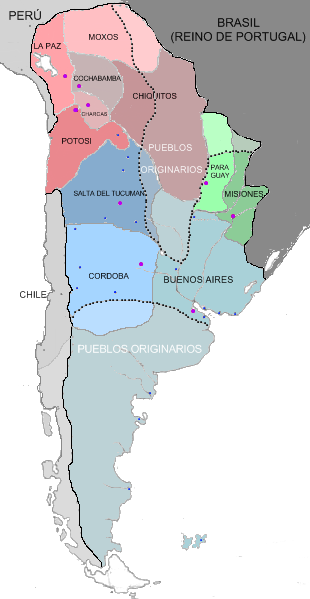 PERÚ
BRASIL
(REINO DE PORTUGAL)
MOXOS
LA PAZ
COCHABAMBA
CHIQUITOS
CHARCAS
POTOSI
PUEBLOS
ORIGINARIOS
PARA
GUAY
SALTA DEL TUCUMAN
MISIONES
CORDOBA
BUENOS AIRES
CHILE
PUEBLOS ORIGINARIOS